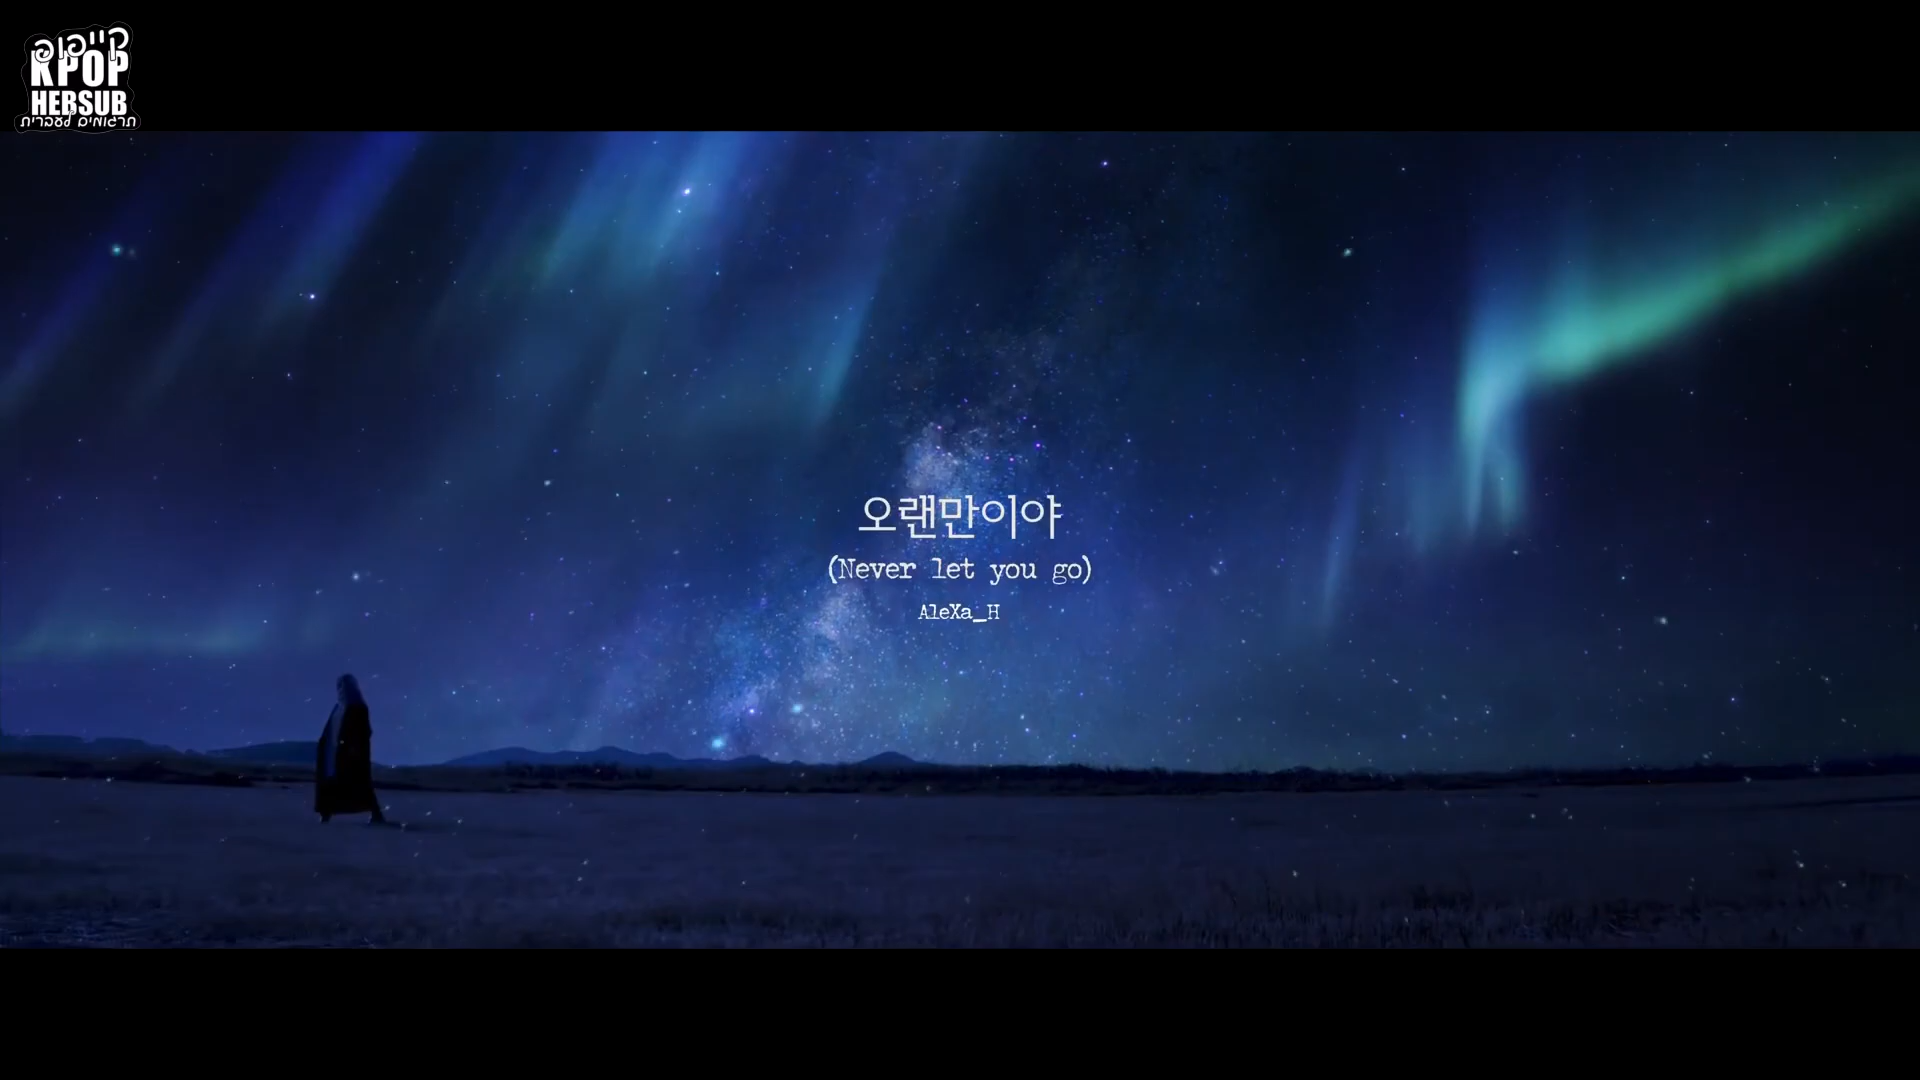 קייפופ
KPOP
HEBSUB
תרגומים לעברית
오랜만이야
(Never let you go)
AleXa_H